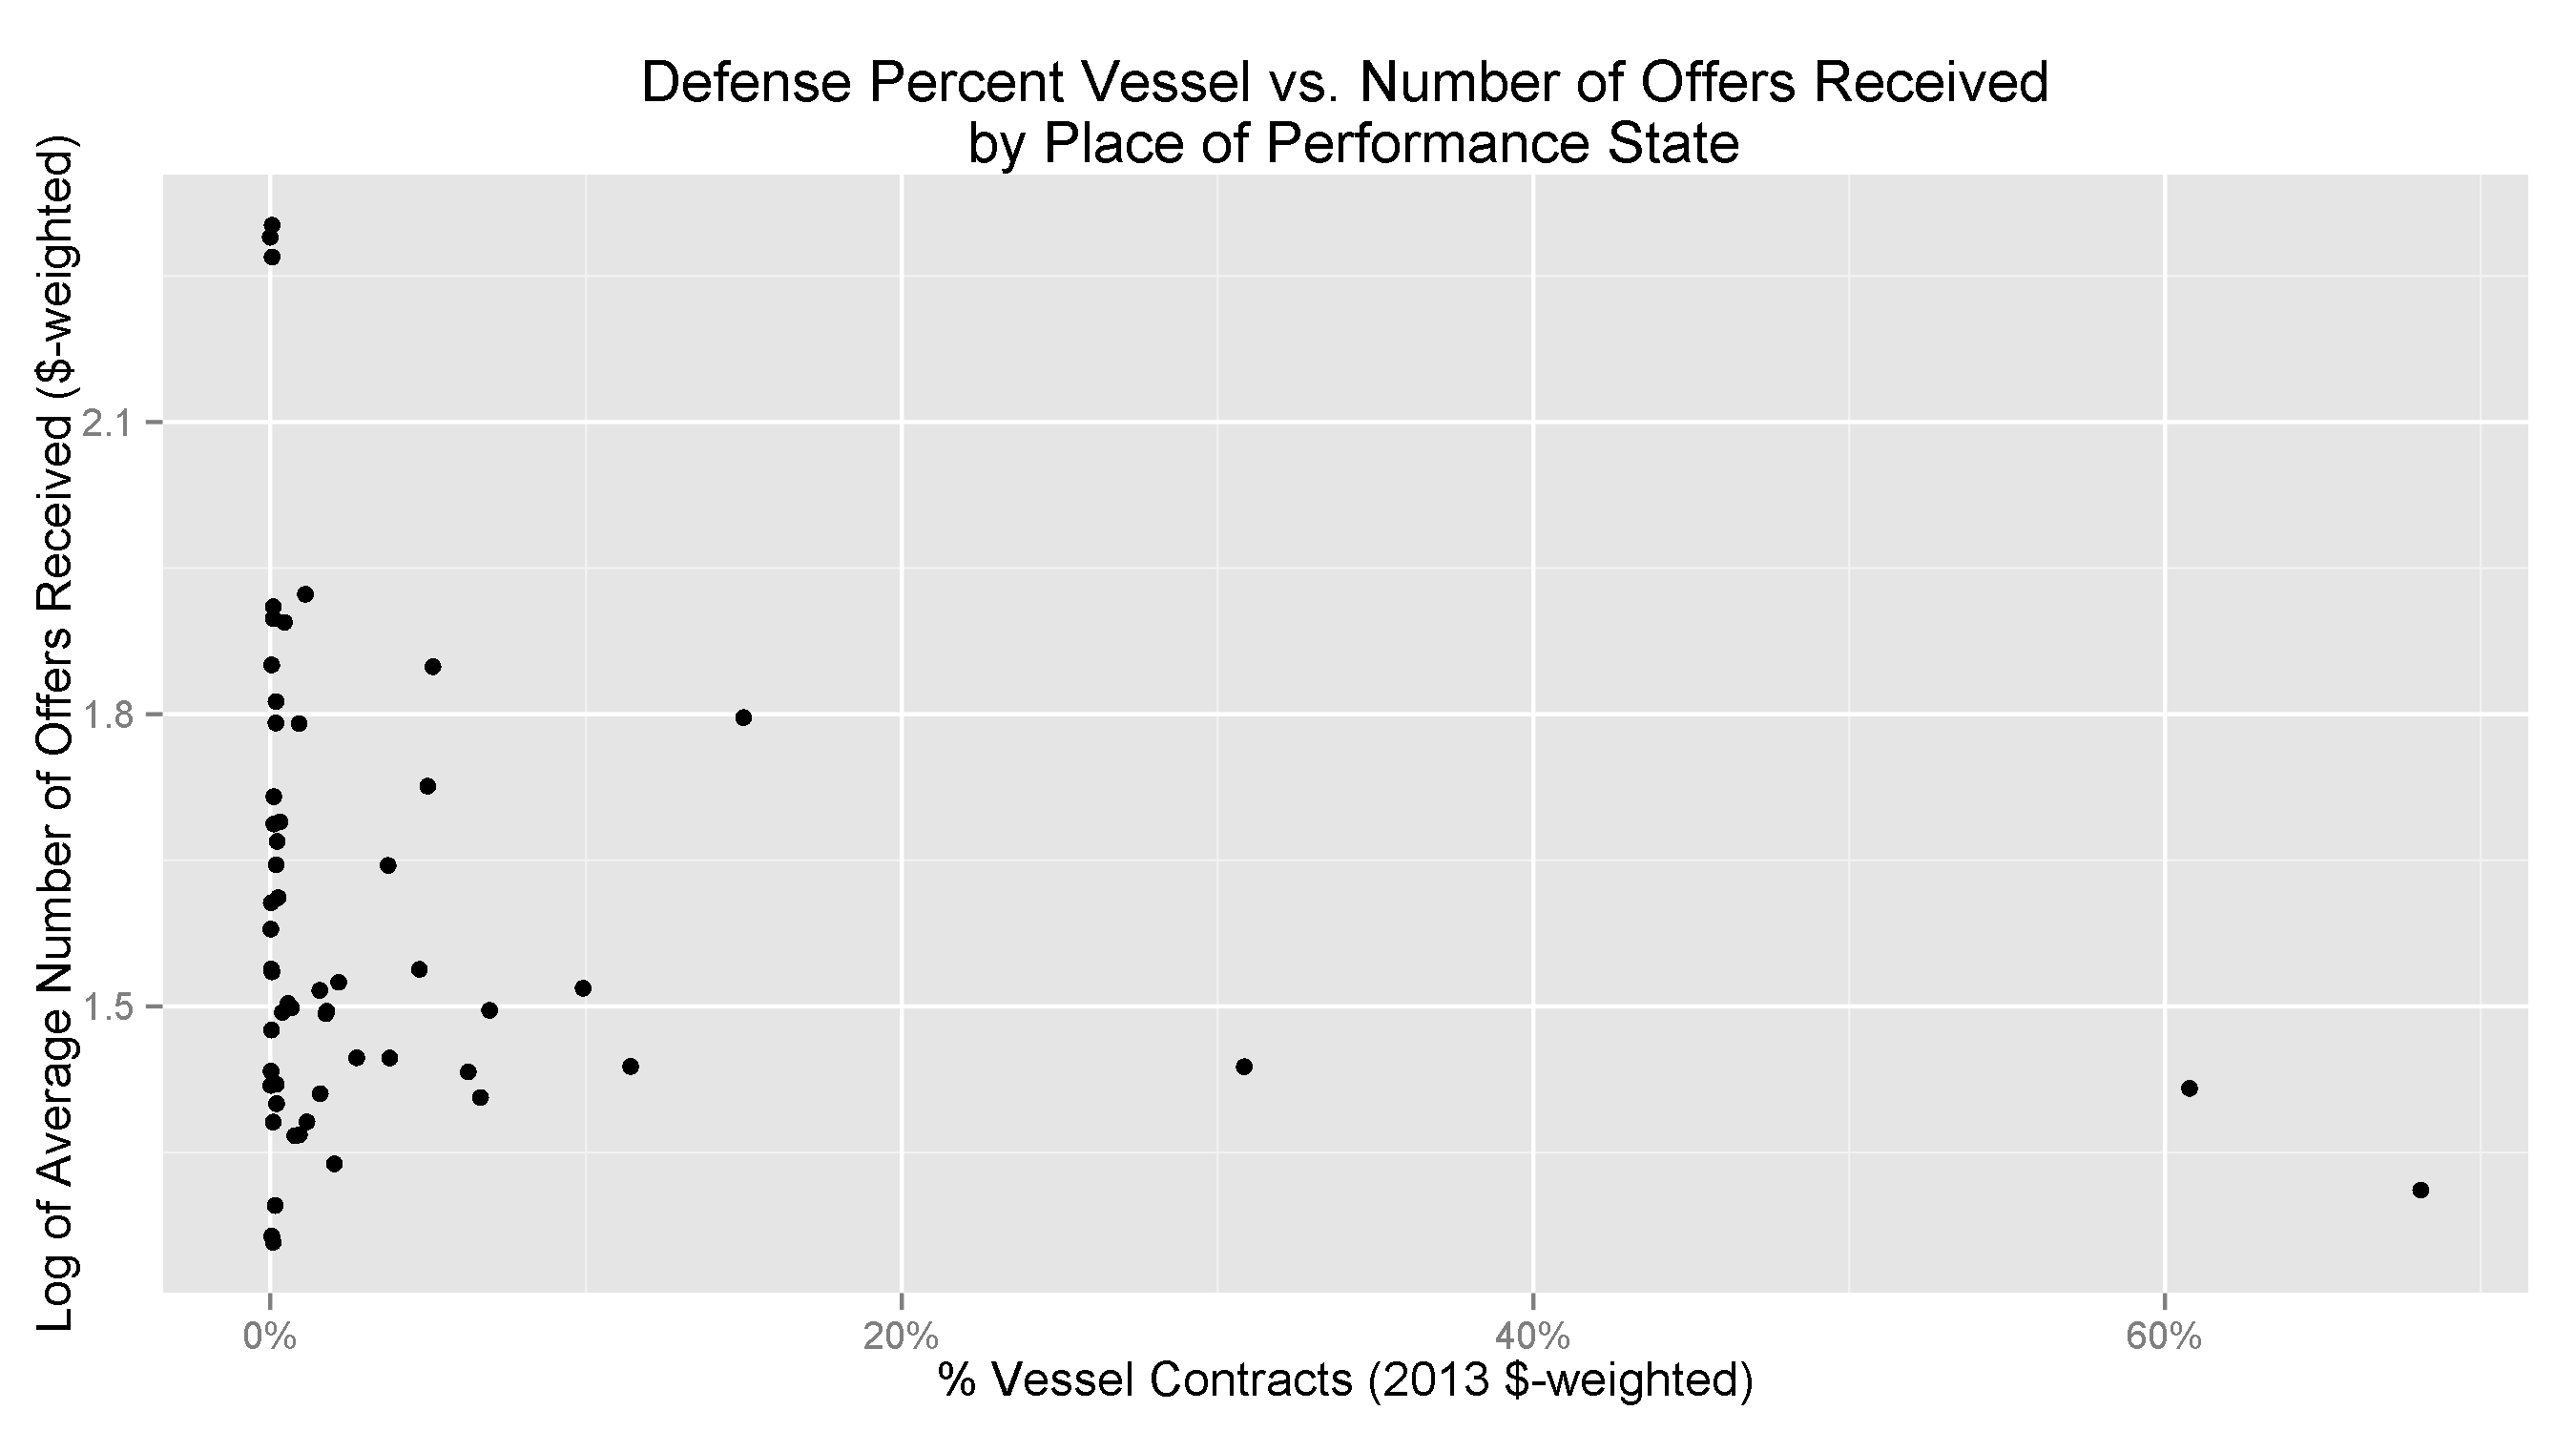 Defense Percent Vessel vs. Number of Offers Received
by Place of Performance State
Log of Average Number of Offers Received ($-weighted)
2.1
1.8
1.5
0%
20%
40%
60%
% Vessel Contracts (2013 $-weighted)